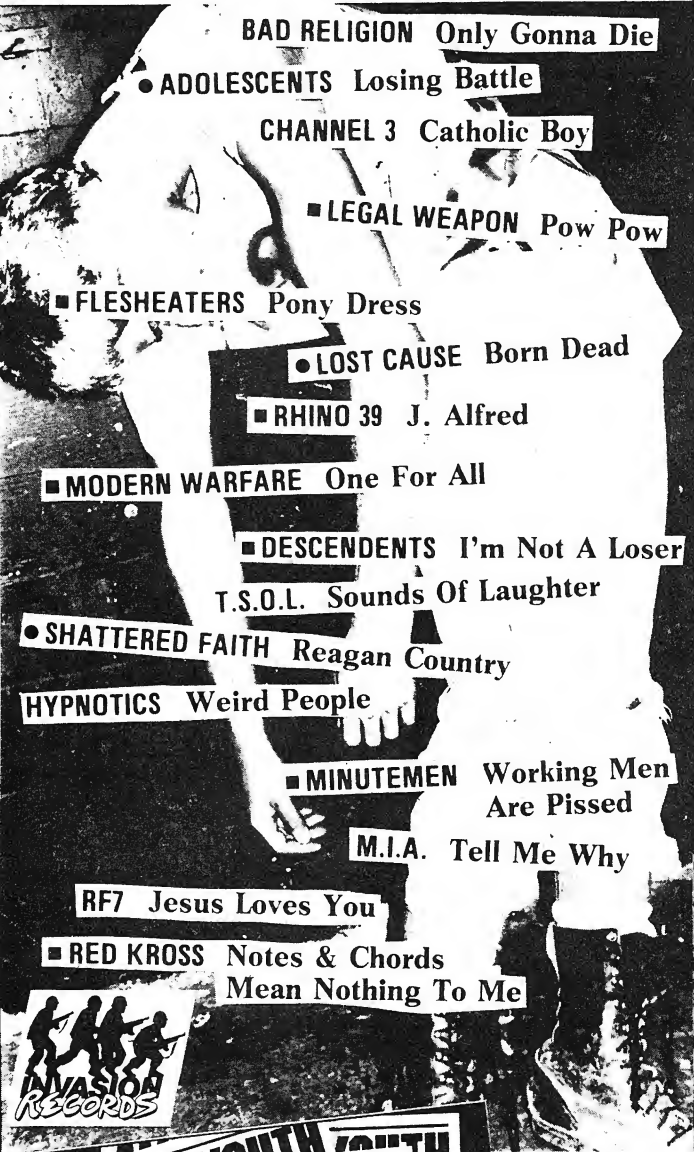 BAD RELIGION Only Gonna Die
● ADOLESCENTS Losing Battle
CHANNEL 3 Catholic Boy
■ LEGAL WEAPON Pow Pow
■ FLESHEATERS Pony Dress
● LOST CAUSE Born Dead
■ RHINO 39 J. Alfred
■ MODERN WARFARE One For All
■ DESCENDENTS I'm Not A Loser
T.S.O.L. Sounds Of Laughter
● SHATTERED FAITH Reagan Country
HYPNOTICS Weird People
■ MINUTEMEN Working Men
Are Pissed
M.I.A. Tell Me Why
RF7 Jesus Loves You
■ RED KROSS Notes & Chords
Mean Nothing To Me
INVASION
RECORDS
YOUTH YOUTH